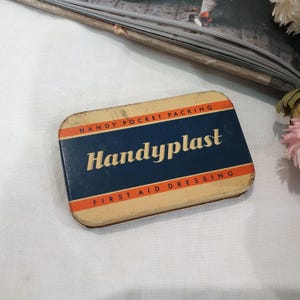 HANDY POCKET PACKING
Handyplast
FIRST AID DRESSING